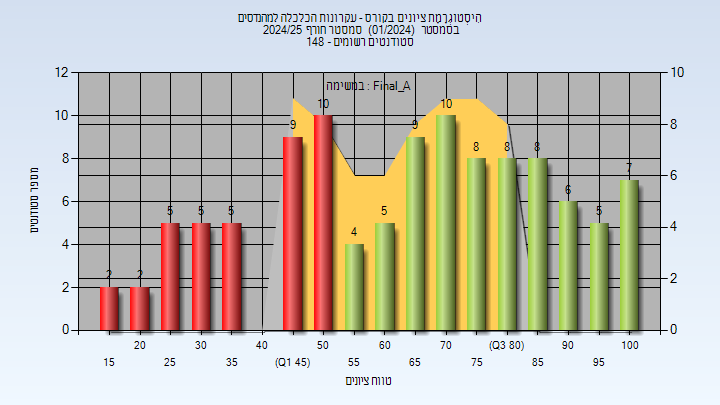 היסטוגרמת ציונים בקורס - עקרונות הכלכלה למהנדסים
בסמסטר (01/2024) סמסטר חורף 2024/25
סטודנטים רשומים - 148
במשימה : Final_A
מספר סטודנטים
12 10 8 6 4 2 0
10 8 6 4 2 0
2 2 5 5 5 9 10 4 5 9 10 8 8 8 6 5 7
20 30 40 50 60 70 (Q3 80) 90 100
15 25 35 (Q1 45) 55 65 75 85 95
טווח ציונים